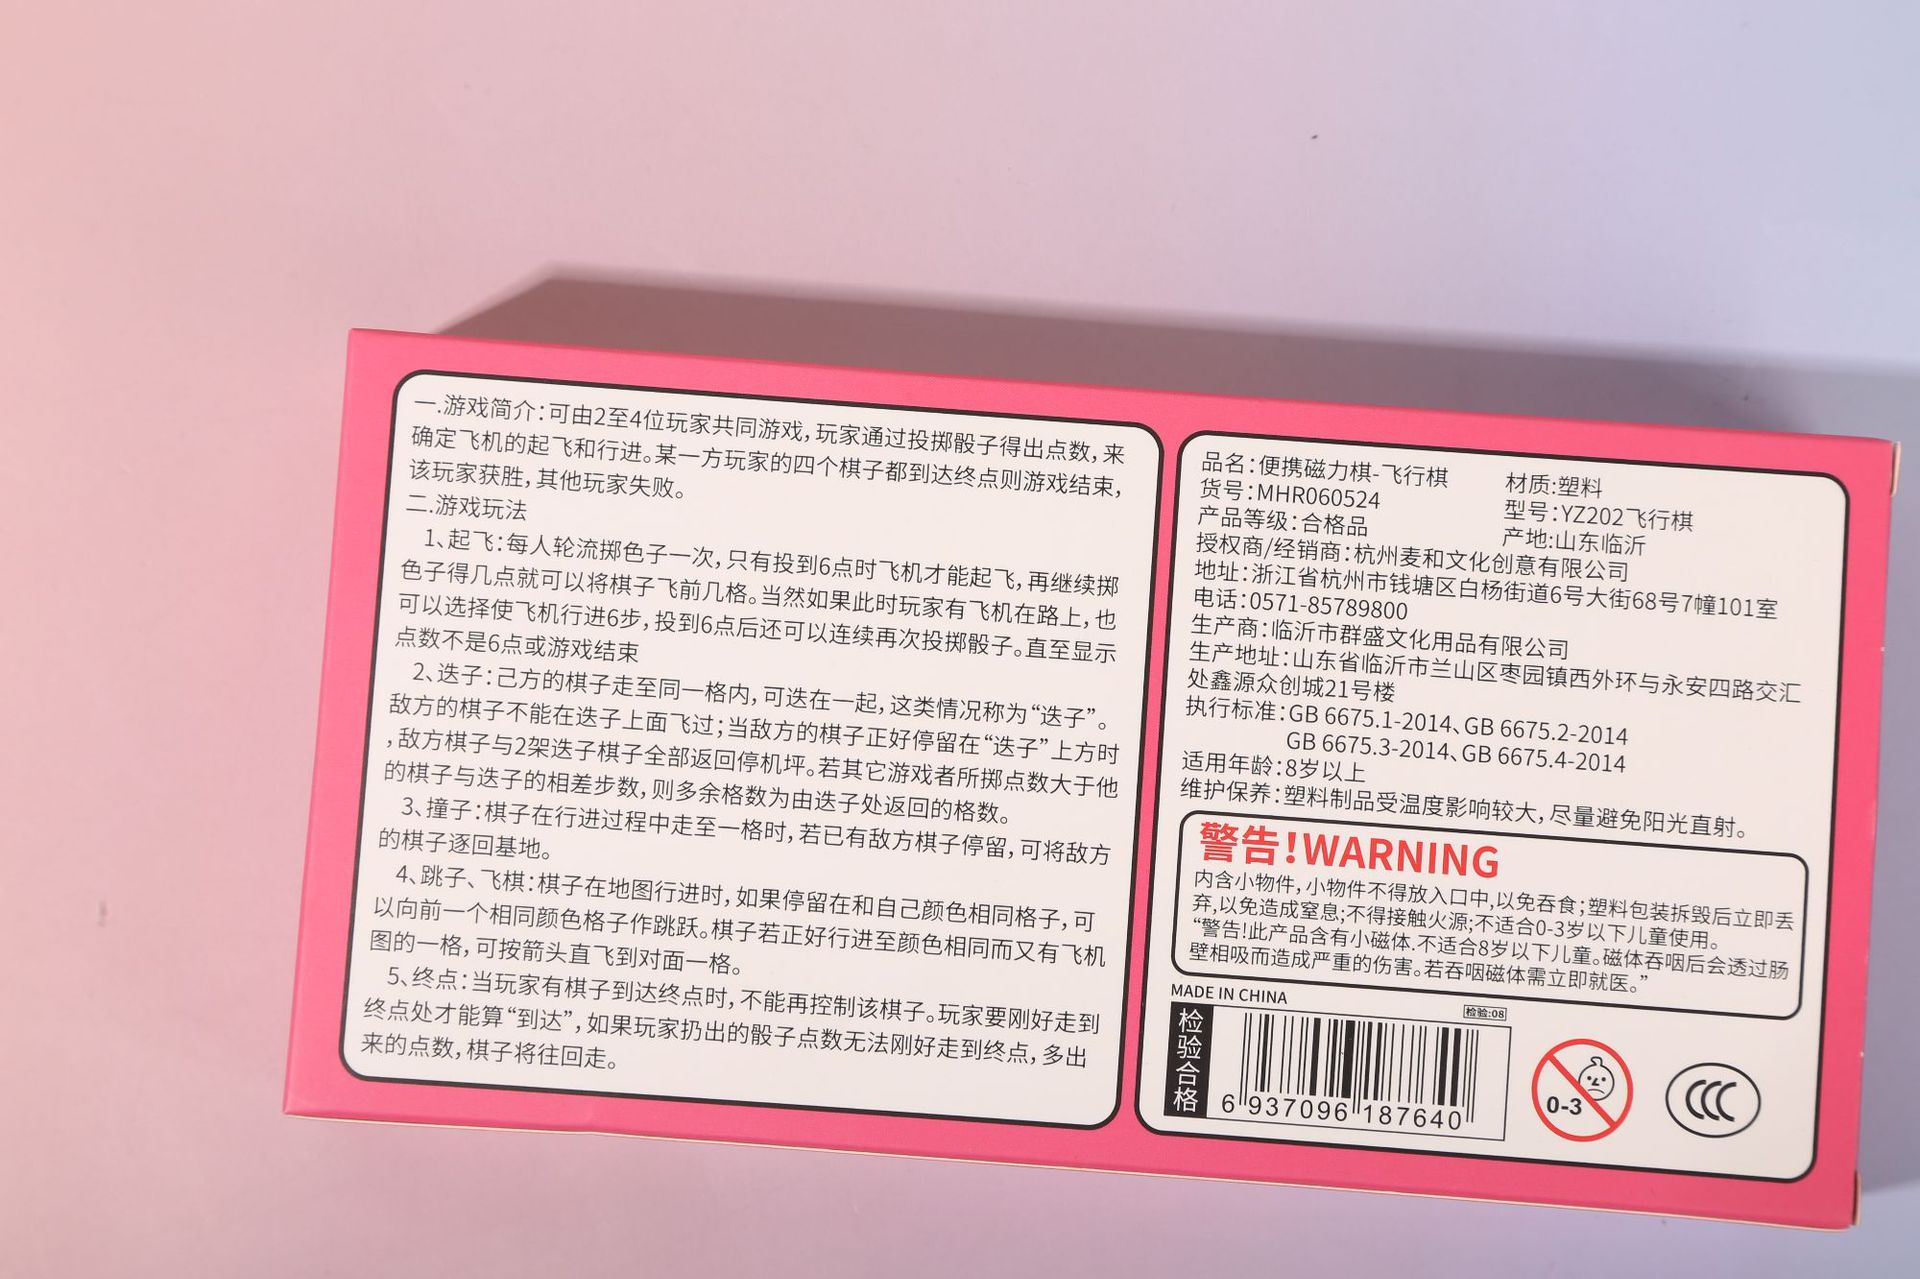 一.游戏简介：可由2至4位玩家共同游戏，玩家通过投掷骰子得出点数，来
确定飞机的起飞和行进。某一方玩家的四个棋子都到达终点则游戏结束，
该玩家获胜，其他玩家失败。
二.游戏玩法
1、起飞：每人轮流掷色子一次，只有投到6点时飞机才能起飞，再继续掷
色子得几点就可以将棋子飞前几格。当然如果此时玩家有飞机在路上，也
可以选择使飞机行进6步，投到6点后还可以连续再次投掷骰子。直至显示
点数不是6点或游戏结束
2、迭子：己方的棋子走至同一格内，可迭在一起，这类情况称为“迭子”。
敌方的棋子不能在迭子上面飞过；当敌方的棋子正好停留在“迭子”上方时
，敌方棋子与2架迭子棋子全部返回停机坪。若其它游戏者所掷点数大于他
的棋子与迭子的相差步数，则多余格数为由迭子处返回的格数。
3、撞子：棋子在行进过程中走至一格时，若已有敌方棋子停留，可将敌方
的棋子逐回基地。
4、跳子、飞棋：棋子在地图行进时，如果停留在和自己颜色相同格子，可
以向前一个相同颜色格子作跳跃。棋子若正好行进至颜色相同而又有飞机
图的一格，可按箭头直飞到对面一格。
5、终点：当玩家有棋子到达终点时，不能再控制该棋子。玩家要刚好走到
终点处才能算“到达”，如果玩家扔出的骰子点数无法刚好走到终点，多出
来的点数，棋子将往回走。
品名：便携磁力棋-飞行棋 材质:塑料
货号：MHR060524 型号：YZ202飞行棋
产品等级：合格品 产地:山东临沂
授权商/经销商：杭州麦和文化创意有限公司
地址：浙江省杭州市钱塘区白杨街道6号大街68号7幢101室
电话：0571-85789800
生产商：临沂市群盛文化用品有限公司
生产地址：山东省临沂市兰山区枣园镇西外环与永安四路交汇
处鑫源众创城21号楼
执行标准：GB 6675.1-2014、GB 6675.2-2014
GB 6675.3-2014、GB 6675.4-2014
适用年龄：8岁以上
维护保养：塑料制品受温度影响较大，尽量避免阳光直射。
警告！WARNING
内含小物件，小物件不得放入口中，以免吞食；塑料包装拆毁后立即丢
弃,以免造成窒息;不得接触火源;不适合0-3岁以下儿童使用。
“警告!此产品含有小磁体.不适合8岁以下儿童。磁体吞咽后会透过肠
壁相吸而造成严重的伤害。若吞咽磁体需立即就医。”
MADE IN CHINA
检验:08
检验合格
6 937096 187640
0-3
CCC